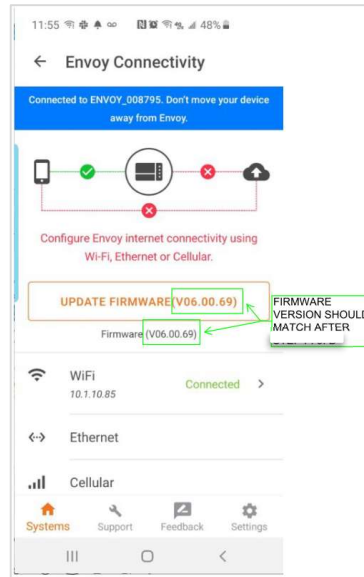 11:55 48%
Envoy Connectivity
Connected to ENVOY_008795. Don't move your device
away from Envoy.
Configure Envoy internet connectivity using
Wi-Fi, Ethernet or Cellular.
UPDATE FIRMWARE(V06.00.69)
Firmware (V06.00.69)
FIRMWARE
VERSION SHOULD
MATCH AFTER
WiFi
10.1.10.85
Connected
Ethernet
Cellular
Systems Support Feedback Settings